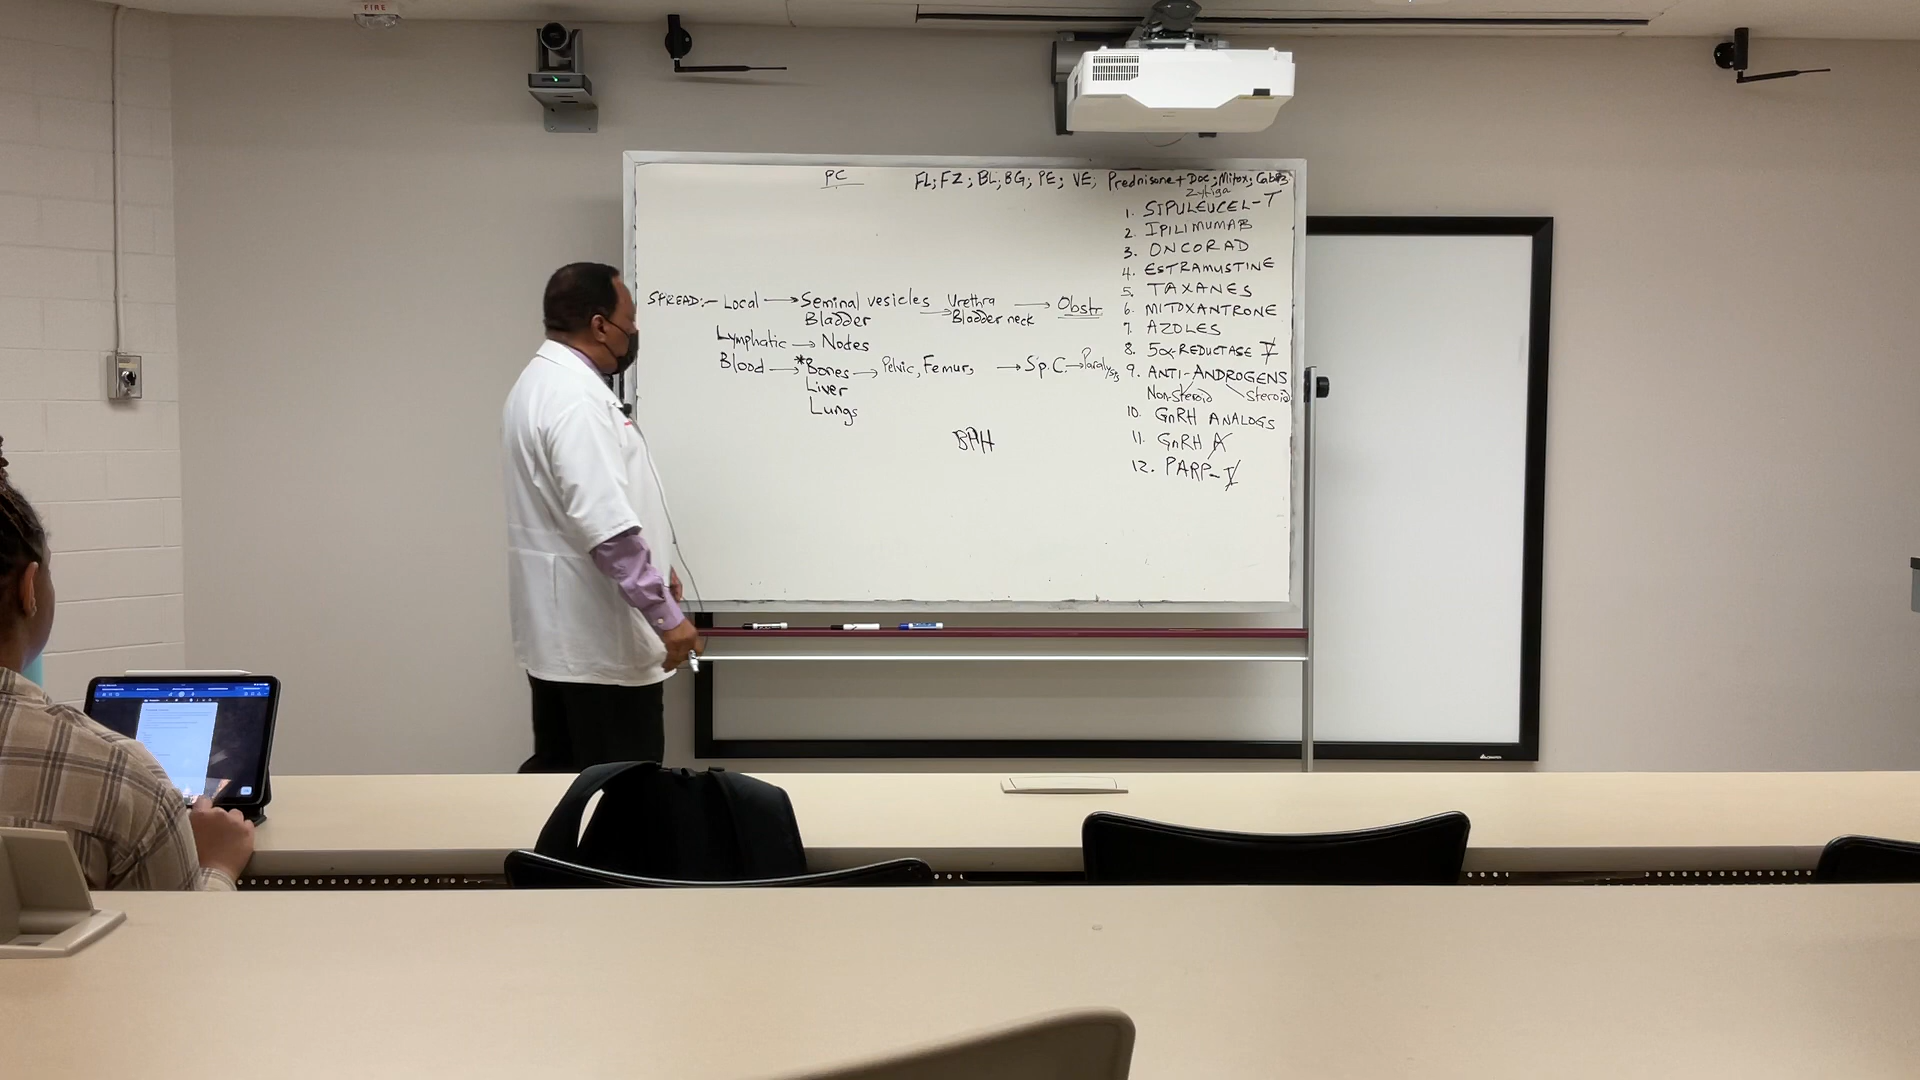 FIRE
PC
FL; FZ; BL; BG; PE; VE; Prednisone + Doc; Mitox; Cabaz
Zytiga
1. SIPULEUCEL-T
2. IPILIMUMAB
3. ONCORAD
4. ESTRAMUSTINE
5. TAXANES
6. MITOXANTRONE
7. AZOLES
8. 5α-REDUCTASE I
9. ANTI-ANDROGENS
Non-Steroid Steroid
10. GnRH ANALOGS
11. GnRH A
12. PARP-I
SPREAD:- Local → Seminal vesicles → Urethra → Obstr
Bladder Bladder neck
Lymphatic → Nodes
Blood → *Bones → Pelvic, Femur, → Sp.C. → Paralysis
Liver
Lungs
BPH